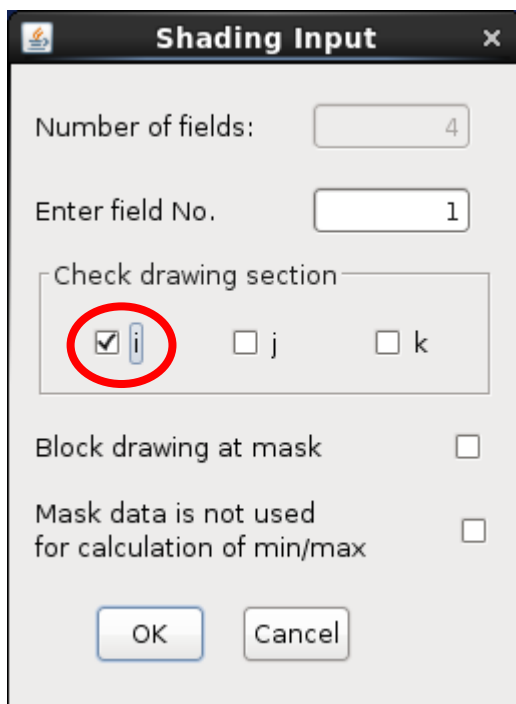 Shading Input ×
Number of fields: 4
Enter field No. 1
Check drawing section
i j k
Block drawing at mask
Mask data is not used
for calculation of min/max
OK Cancel